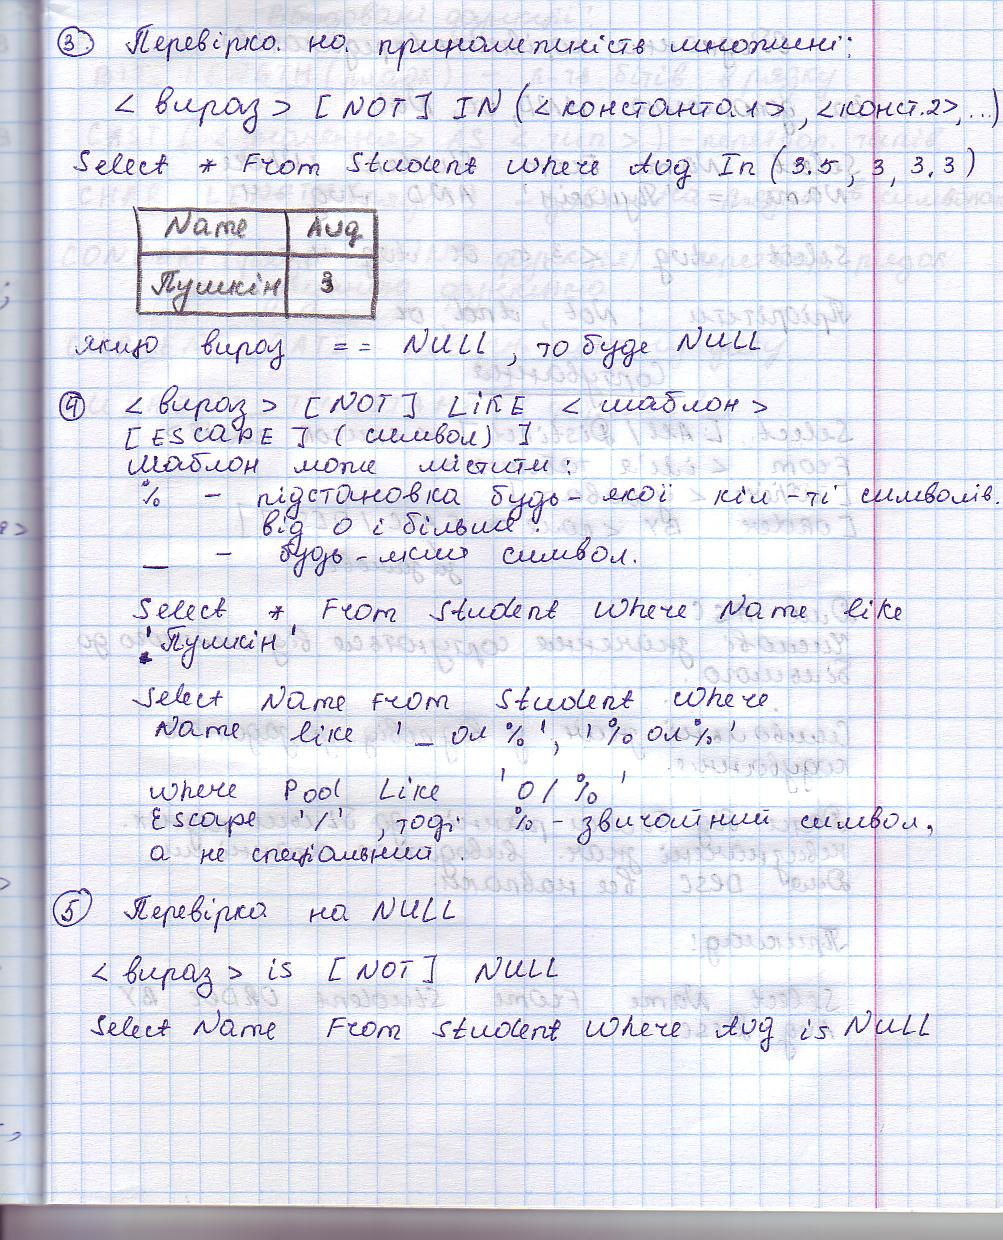 ③ Перевірка на приналежність множині:
< вираз > [ NOT ] IN ( <константа1>, <конст.2>,...)
Select * From Student where Avg In ( 3.5, 3, 3.3 )
Name Avg
Пушкін 3
якщо вираз == NULL, то буде NULL
④ < вираз > [ NOT ] LiKE < шаблон >
[ ESCAPE ] ( символ) ]
Шаблон може містити:
% - підстановка будь-якої кіл-ті символів.
від 0 і більше.
_ - будь-який символ.
Select * From Student where Name like
'Пушкін'
Select Name From Student where
Name like '_ ол %', '% ол%'
where Pool Like '0/%'
Escape '/', тоді % - звичайний символ,
а не спеціальний.
⑤ Перевірка на NULL
< вираз > is [ NOT ] NULL
Select Name From Student where Avg is NULL